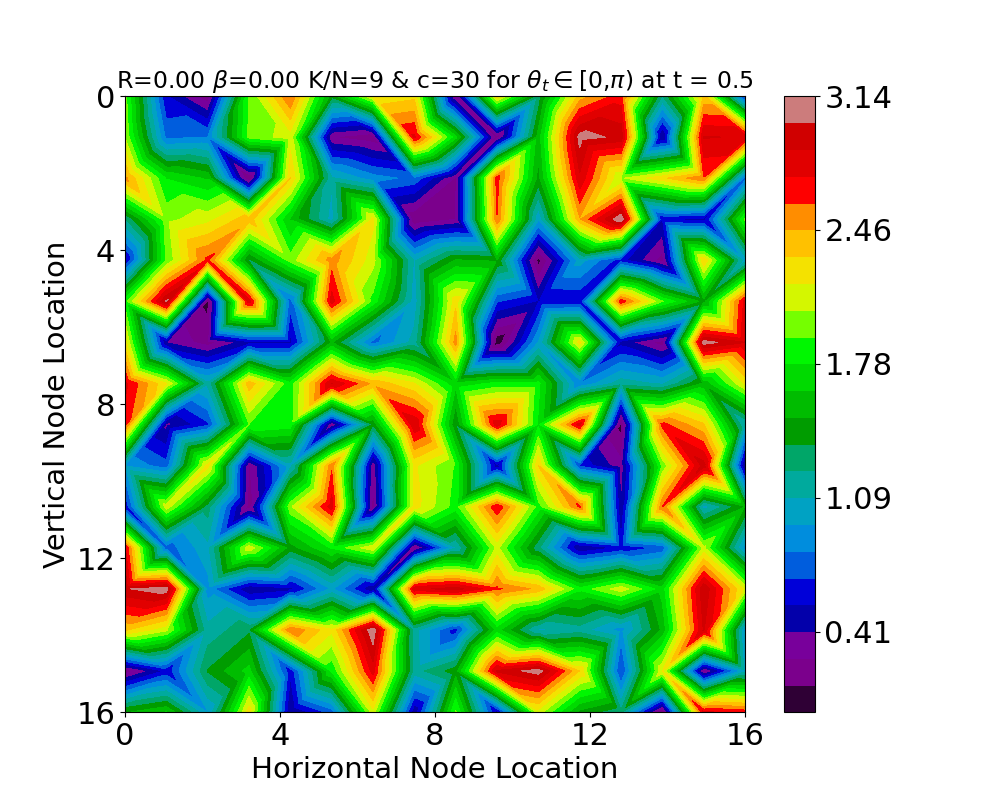 R=0.00 β=0.00 K/N=9 & c=30 for θₜ ∈ [0,π) at t = 0.5
0
4
8
12
16
Vertical Node Location
0 4 8 12 16
Horizontal Node Location
3.14
2.46
1.78
1.09
0.41